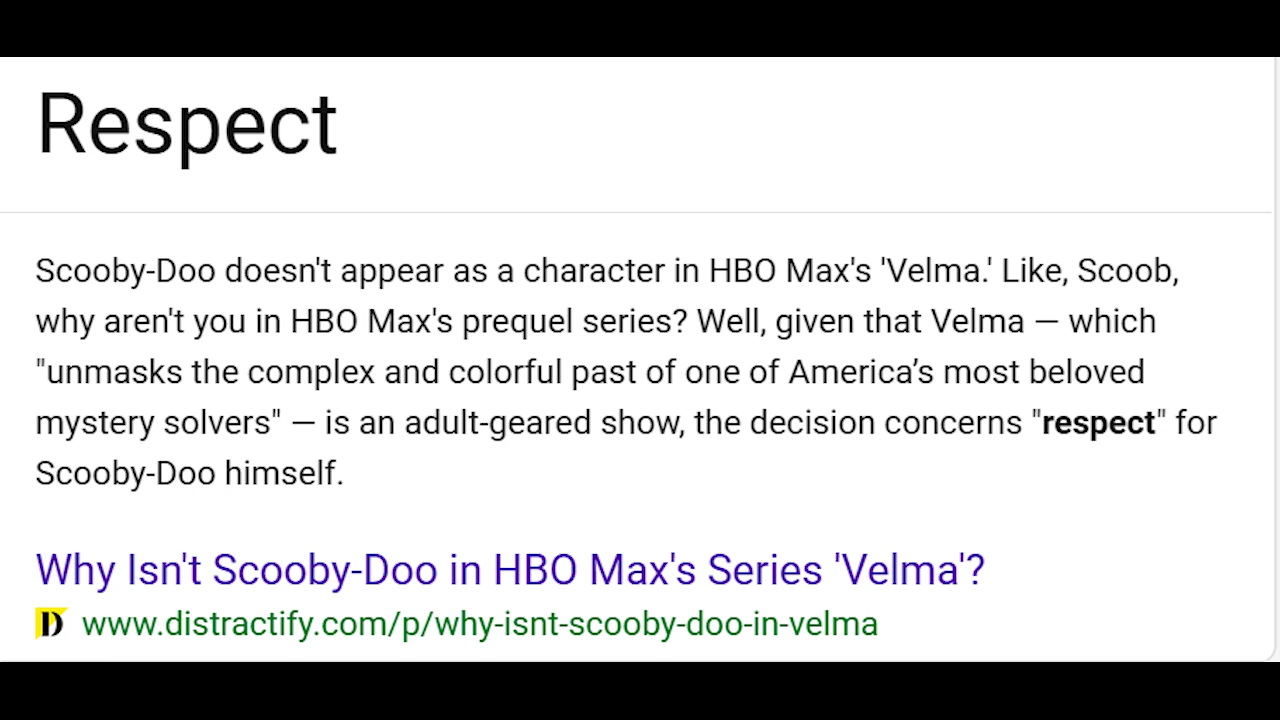 Respect
Scooby-Doo doesn't appear as a character in HBO Max's 'Velma.' Like, Scoob,
why aren't you in HBO Max's prequel series? Well, given that Velma — which
"unmasks the complex and colorful past of one of America’s most beloved
mystery solvers" — is an adult-geared show, the decision concerns "respect" for
Scooby-Doo himself.
Why Isn't Scooby-Doo in HBO Max's Series 'Velma'?
D www.distractify.com/p/why-isnt-scooby-doo-in-velma